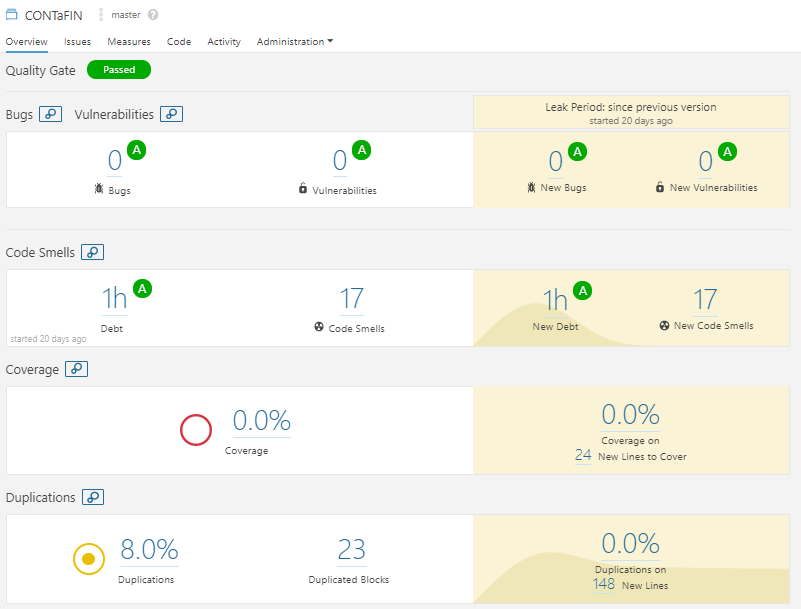 CONTaFIN master ?
Overview Issues Measures Code Activity Administration
Quality Gate Passed
Bugs Vulnerabilities
Leak Period: since previous version
started 20 days ago
0 A 0 A 0 A 0 A
Bugs Vulnerabilities New Bugs New Vulnerabilities
Code Smells
1h A 17 1h A 17
Debt Code Smells New Debt New Code Smells
started 20 days ago
Coverage
0.0% 0.0%
Coverage Coverage on
24 New Lines to Cover
Duplications
8.0% 23 0.0%
Duplications Duplicated Blocks Duplications on
148 New Lines